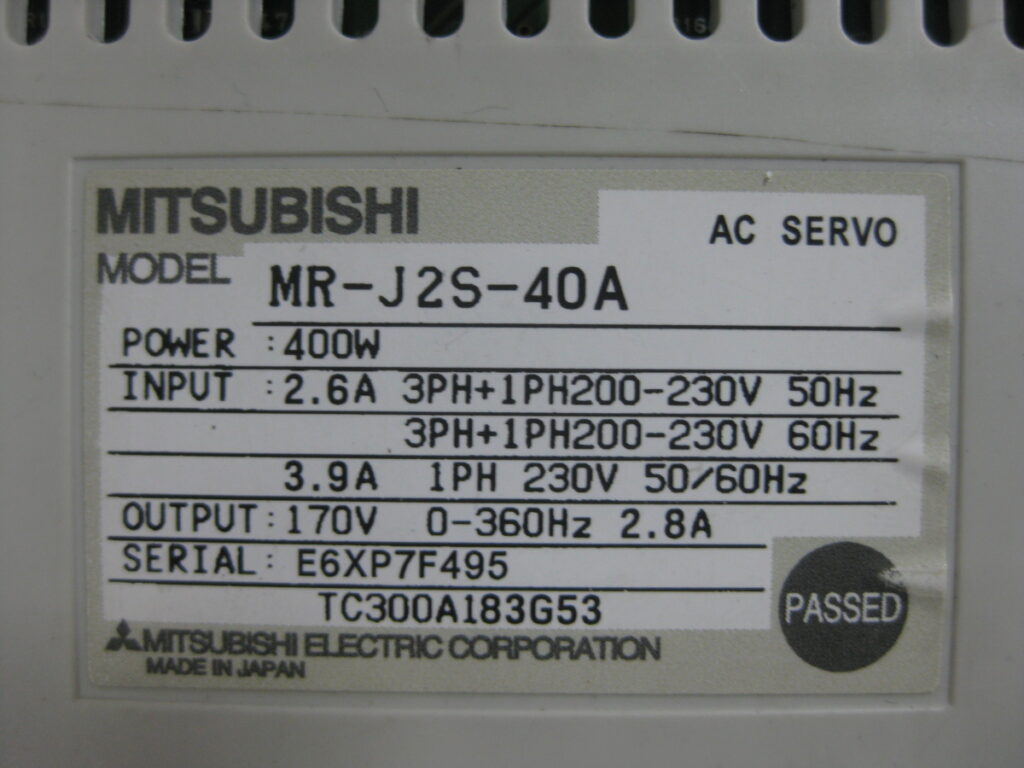 MITSUBISHI
AC SERVO
MODEL MR-J2S-40A
POWER :400W
INPUT :2.6A 3PH+1PH200-230V 50Hz
3PH+1PH200-230V 60Hz
3.9A 1PH 230V 50/60Hz
OUTPUT:170V 0-360Hz 2.8A
SERIAL: E6XP7F495
TC300A183G53
PASSED
MITSUBISHI ELECTRIC CORPORATION
MADE IN JAPAN